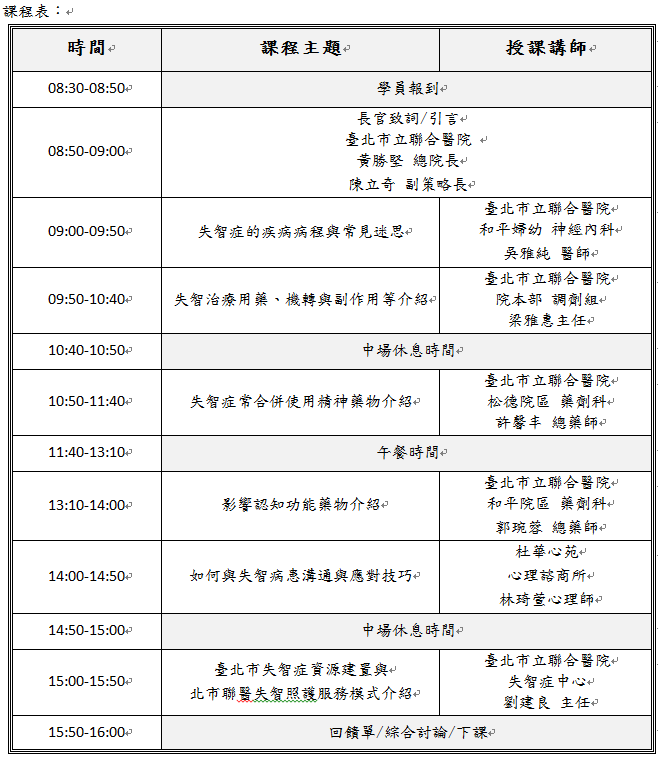 課程表：
時間 課程主題 授課講師
08:30-08:50 學員報到
08:50-09:00
長官致詞/引言
臺北市立聯合醫院
黃勝堅 總院長
陳立奇 副策略長
09:00-09:50 失智症的疾病病程與常見迷思
臺北市立聯合醫院
和平婦幼 神經內科
吳雅純 醫師
09:50-10:40 失智治療用藥、機轉與副作用等介紹
臺北市立聯合醫院
院本部 調劑組
梁雅惠主任
10:40-10:50 中場休息時間
10:50-11:40 失智症常合併使用精神藥物介紹
臺北市立聯合醫院
松德院區 藥劑科
許馨丰 總藥師
11:40-13:10 午餐時間
13:10-14:00 影響認知功能藥物介紹
臺北市立聯合醫院
和平院區 藥劑科
郭琬蓉 總藥師
14:00-14:50 如何與失智病患溝通與應對技巧
杜華心苑
心理諮商所
林琦萱心理師
14:50-15:00 中場休息時間
15:00-15:50
臺北市失智症資源建置與
北市聯醫失智照護服務模式介紹
臺北市立聯合醫院
失智症中心
劉建良 主任
15:50-16:00 回饋單/綜合討論/下課